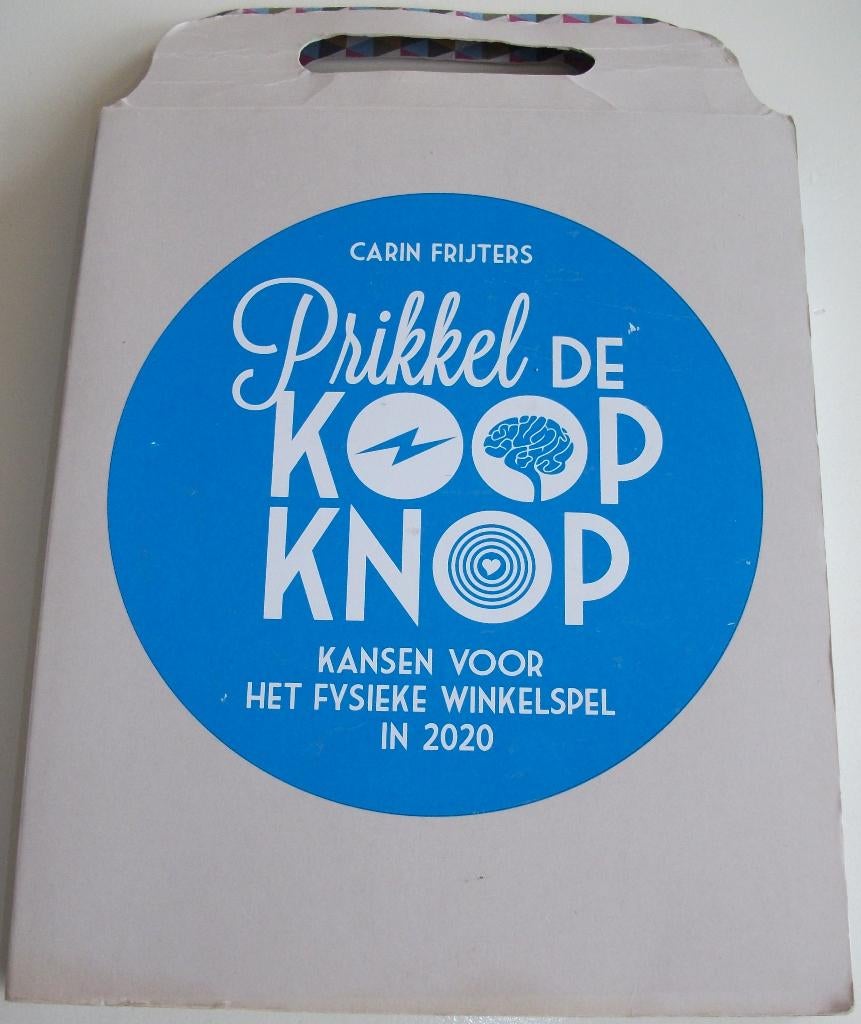 CARIN FRIJTERS
Prikkel DE
KOOP
KNOP
KANSEN VOOR
HET FYSIEKE WINKELSPEL
IN 2020